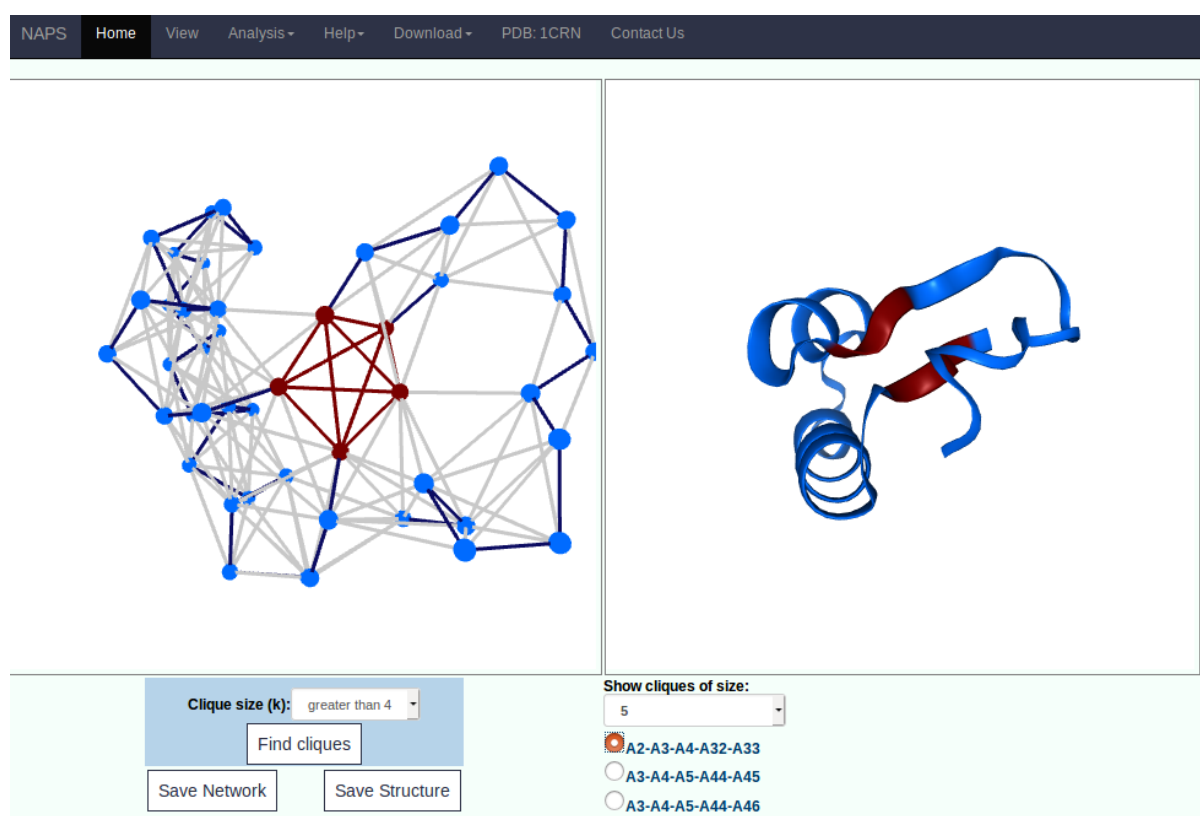 NAPS Home View Analysis Help Download PDB: 1CRN Contact Us
Clique size (k): greater than 4
Find cliques
Save Network Save Structure
Show cliques of size:
5
A2-A3-A4-A32-A33
A3-A4-A5-A44-A45
A3-A4-A5-A44-A46